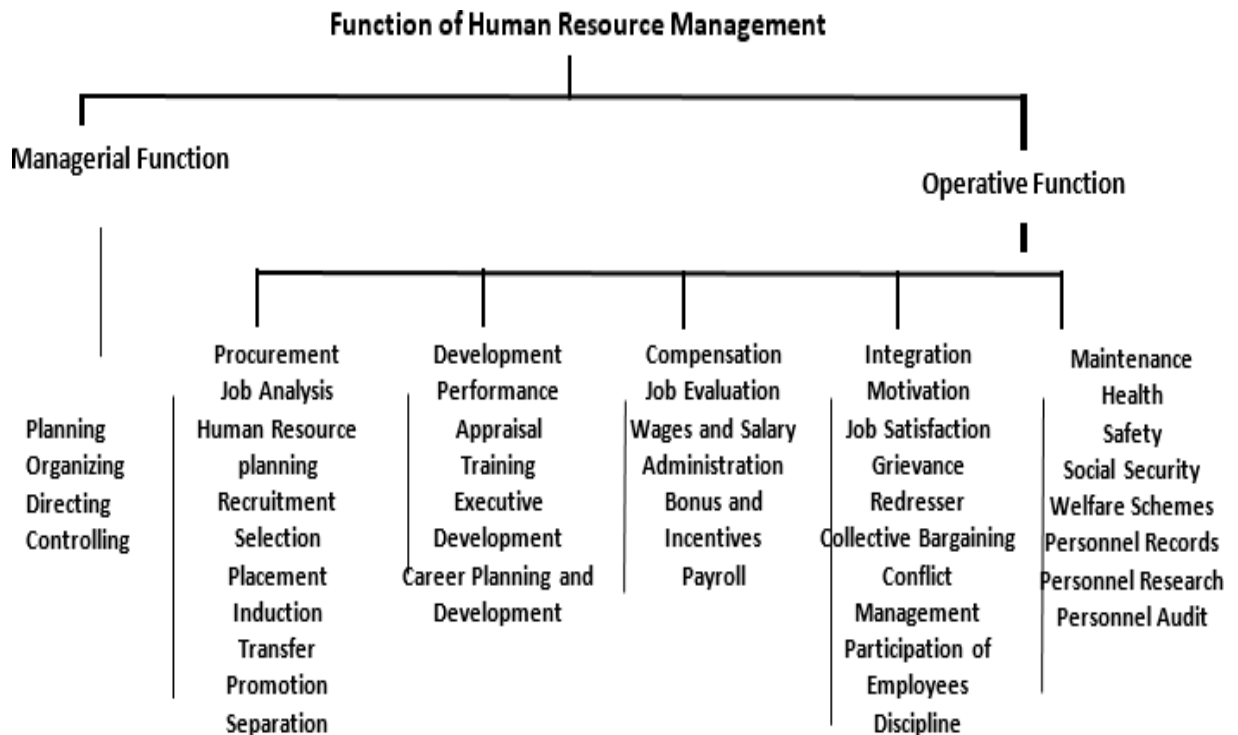 Function of Human Resource Management
Managerial Function
Operative Function
Planning
Organizing
Directing
Controlling
Procurement
Job Analysis
Human Resource
planning
Recruitment
Selection
Placement
Induction
Transfer
Promotion
Separation
Development
Performance
Appraisal
Training
Executive
Development
Career Planning and
Development
Compensation
Job Evaluation
Wages and Salary
Administration
Bonus and
Incentives
Payroll
Integration
Motivation
Job Satisfaction
Grievance
Redresser
Collective Bargaining
Conflict
Management
Participation of
Employees
Discipline
Maintenance
Health
Safety
Social Security
Welfare Schemes
Personnel Records
Personnel Research
Personnel Audit